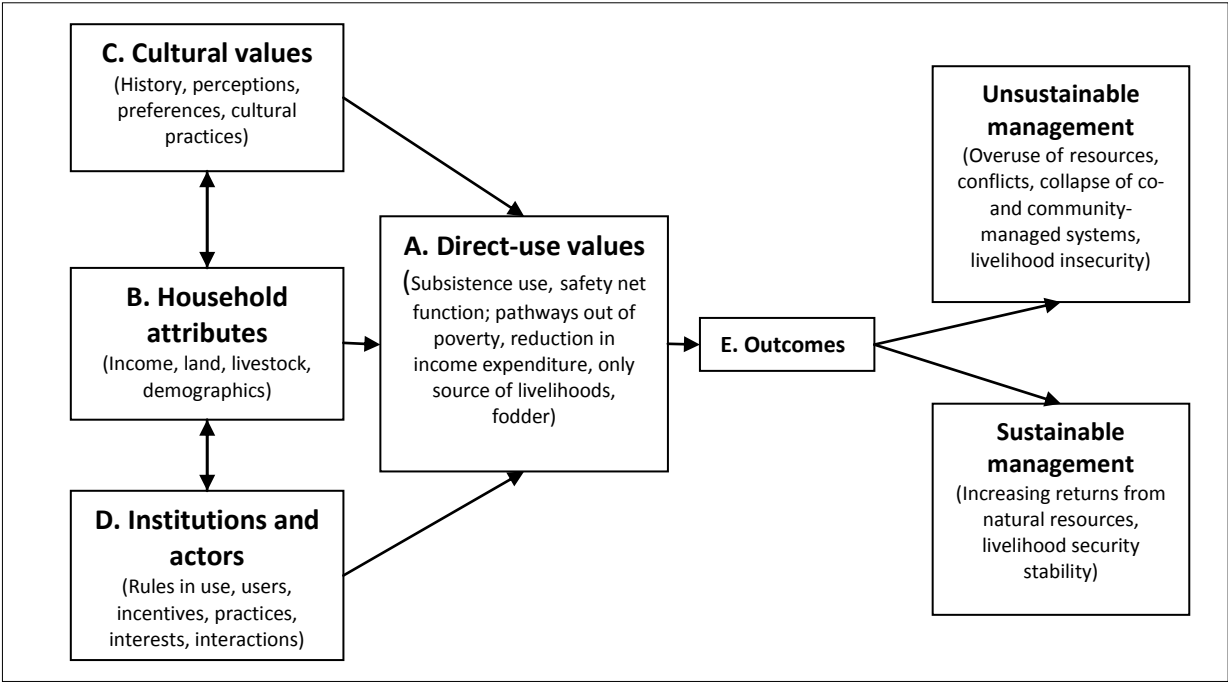 C. Cultural values
(History, perceptions,
preferences, cultural
practices)
B. Household
attributes
(Income, land, livestock,
demographics)
D. Institutions and
actors
(Rules in use, users,
incentives, practices,
interests, interactions)
A. Direct-use values
(Subsistence use, safety net
function; pathways out of
poverty, reduction in
income expenditure, only
source of livelihoods,
fodder)
E. Outcomes
Unsustainable
management
(Overuse of resources,
conflicts, collapse of co-
and community-
managed systems,
livelihood insecurity)
Sustainable
management
(Increasing returns from
natural resources,
livelihood security
stability)